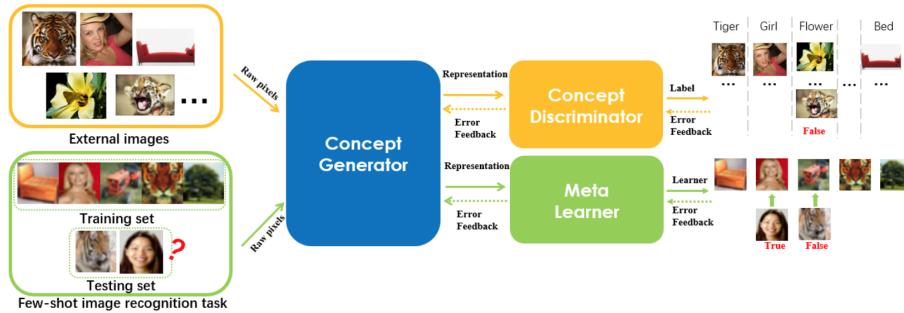 Tiger Girl Flower Bed
Raw pixels
Representation
Label
Concept
Discriminator
...
... ... ... ...
Error
Feedback
Error
Feedback
False
External images
Concept
Generator
Representation
Learner
Meta
Learner
Error
Feedback
Error
Feedback
Training set
Raw pixels
?
True False
Testing set
Few-shot image recognition task